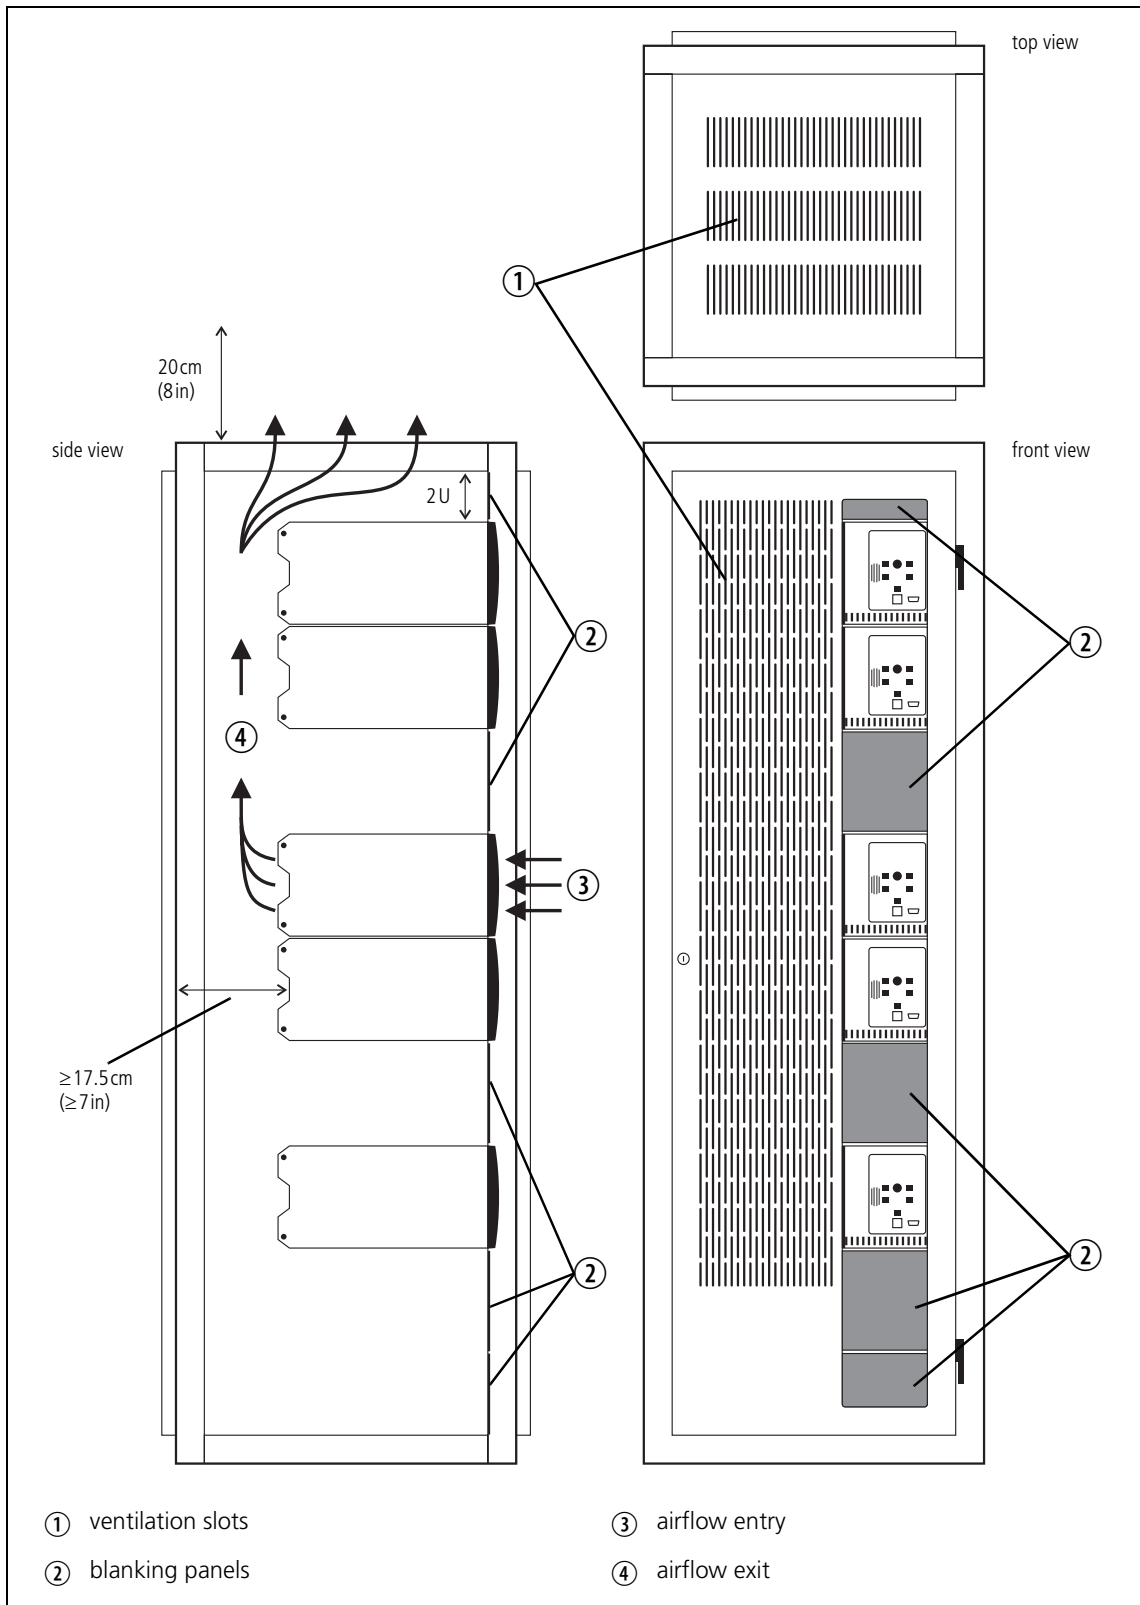 top view
①
20cm
(8in)
side view
front view
2U
②
②
④
③
≥17.5cm
(≥7in)
②
②
① ventilation slots
② blanking panels
③ airflow entry
④ airflow exit